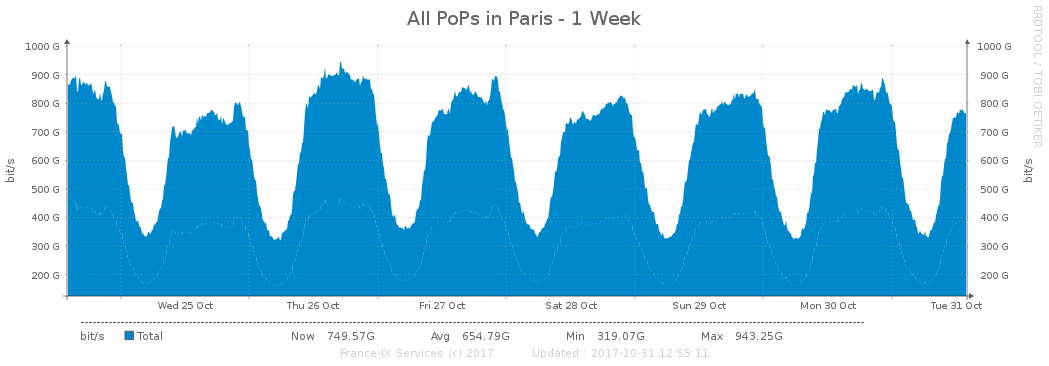 All PoPs in Paris - 1 Week
RRDTOOL / TOBI OETIKER
1000 G 1000 G
900 G 900 G
800 G 800 G
700 G 700 G
600 G 600 G
500 G 500 G
400 G 400 G
300 G 300 G
200 G 200 G
bit/s bit/s
Wed 25 Oct Thu 26 Oct Fri 27 Oct Sat 28 Oct Sun 29 Oct Mon 30 Oct Tue 31 Oct
bit/s Total Now 749.57G Avg 654.79G Min 319.07G Max 943.25G
France-IX Services (c) 2017 Updated : 2017-10-31 12:55:11